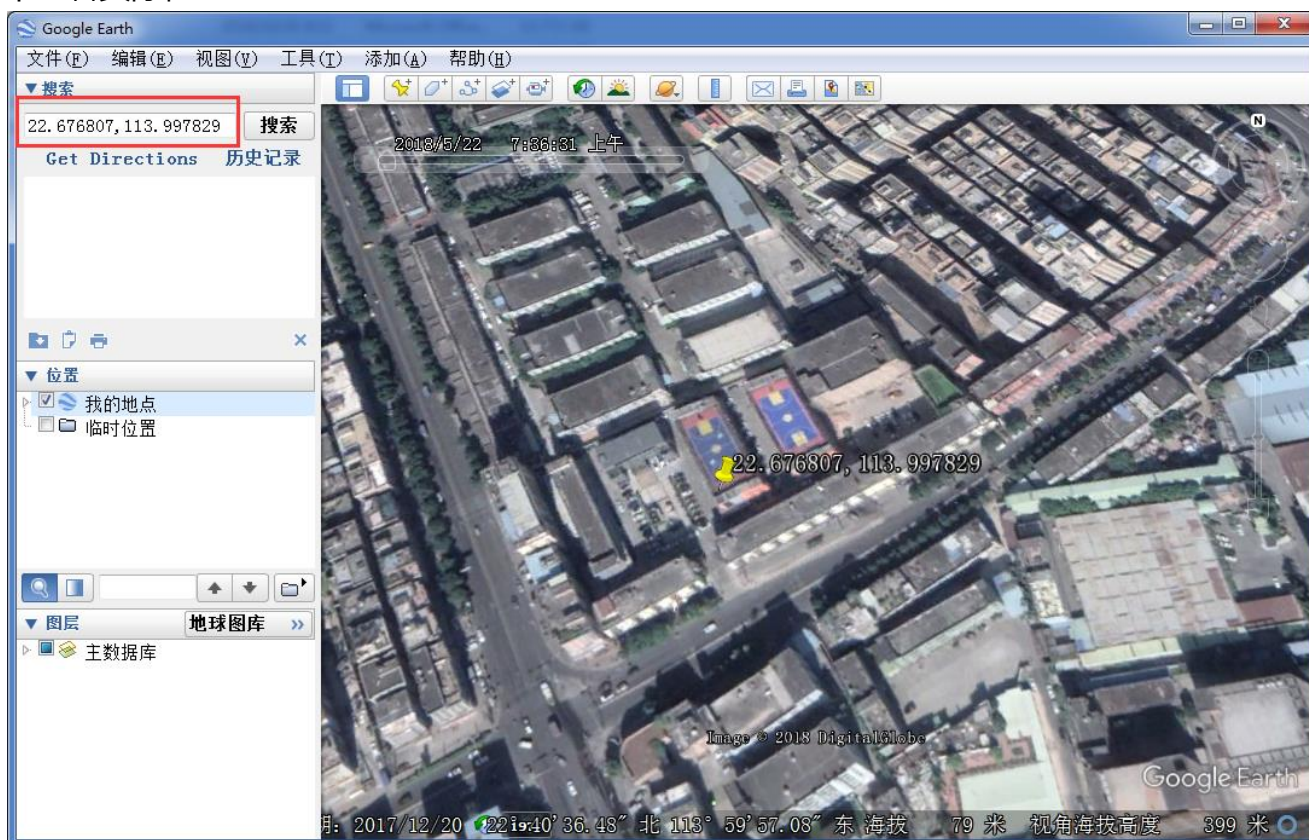 Google Earth
文件(F) 编辑(E) 视图(V) 工具(T) 添加(A) 帮助(H)
▼搜索
22.676807,113.997829 搜索
Get Directions 历史记录
2018/5/22 7:36:31 上午
N
▼ 位置
我的地点
临时位置
22.676807, 113.997829
▼ 图层 地球图库 »
主数据库
Image © 2018 DigitalGlobe
Google Earth
期: 2017/12/20 22°40'36.48" 北 113° 59'57.08" 东 海拔 79 米 视角海拔高度 399 米